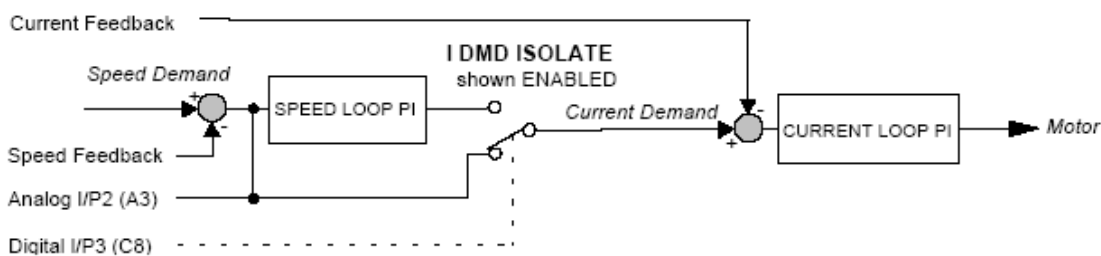 Current Feedback
I DMD ISOLATE
shown ENABLED
Speed Demand
+
-
SPEED LOOP PI
Current Demand
-
+
CURRENT LOOP PI
Motor
Speed Feedback
Analog I/P2 (A3)
Digital I/P3 (C8)